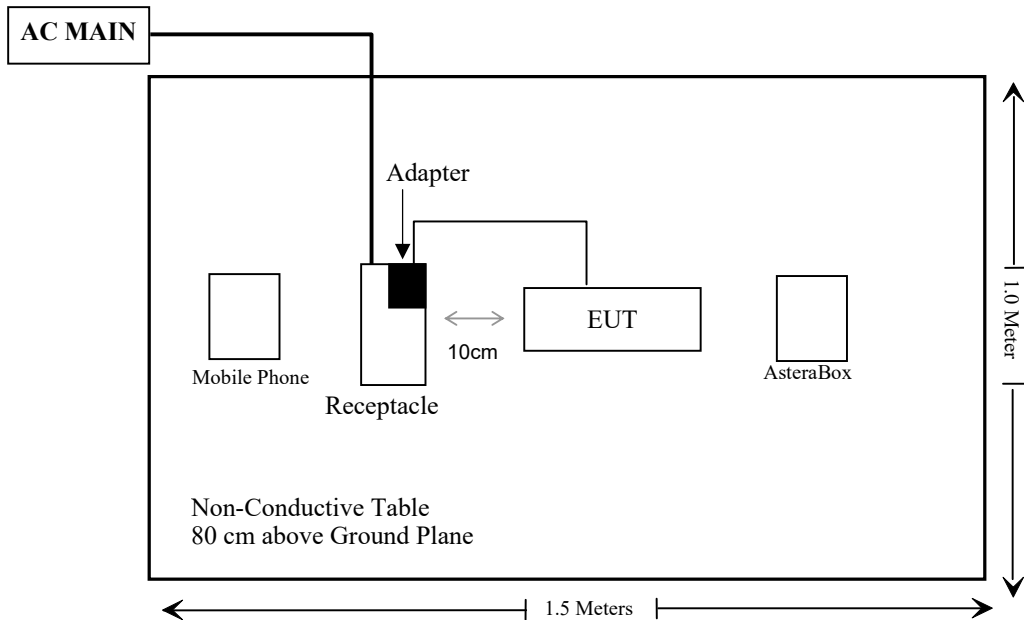 AC MAIN
Adapter
EUT
10cm
Mobile Phone
AsteraBox
Receptacle
1.0 Meter
Non-Conductive Table
80 cm above Ground Plane
1.5 Meters